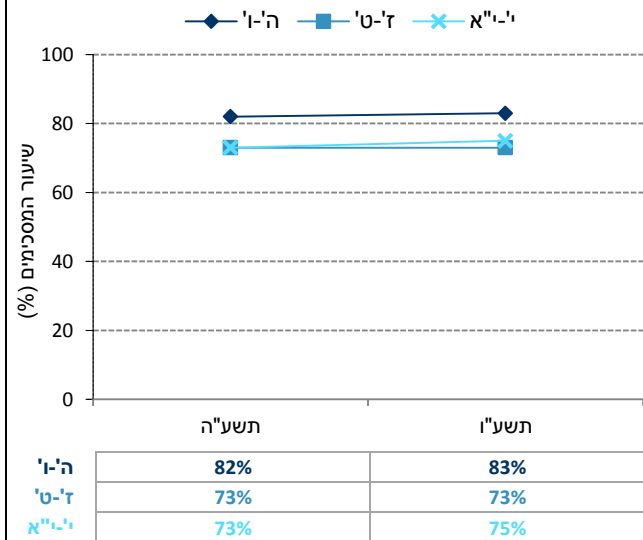 ה'-ו' ז'-ט' י'-י"א
שיעור המסכימים (%)
100
80
60
40
20
0
תשע"ה תשע"ו
ה'-ו' 82% 83%
ז'-ט' 73% 73%
י'-י"א 73% 75%